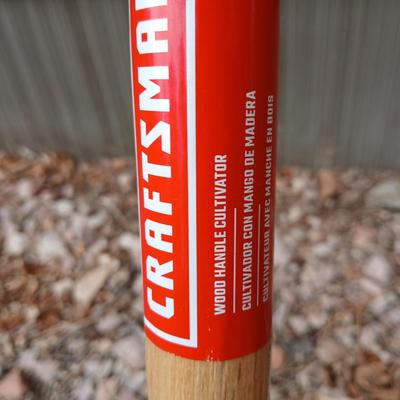 CRAFTSMAN
WOOD HANDLE CULTIVATOR
CULTIVADOR CON MANGO DE MADERA
CULTIVATEUR AVEC MANCHE EN BOIS